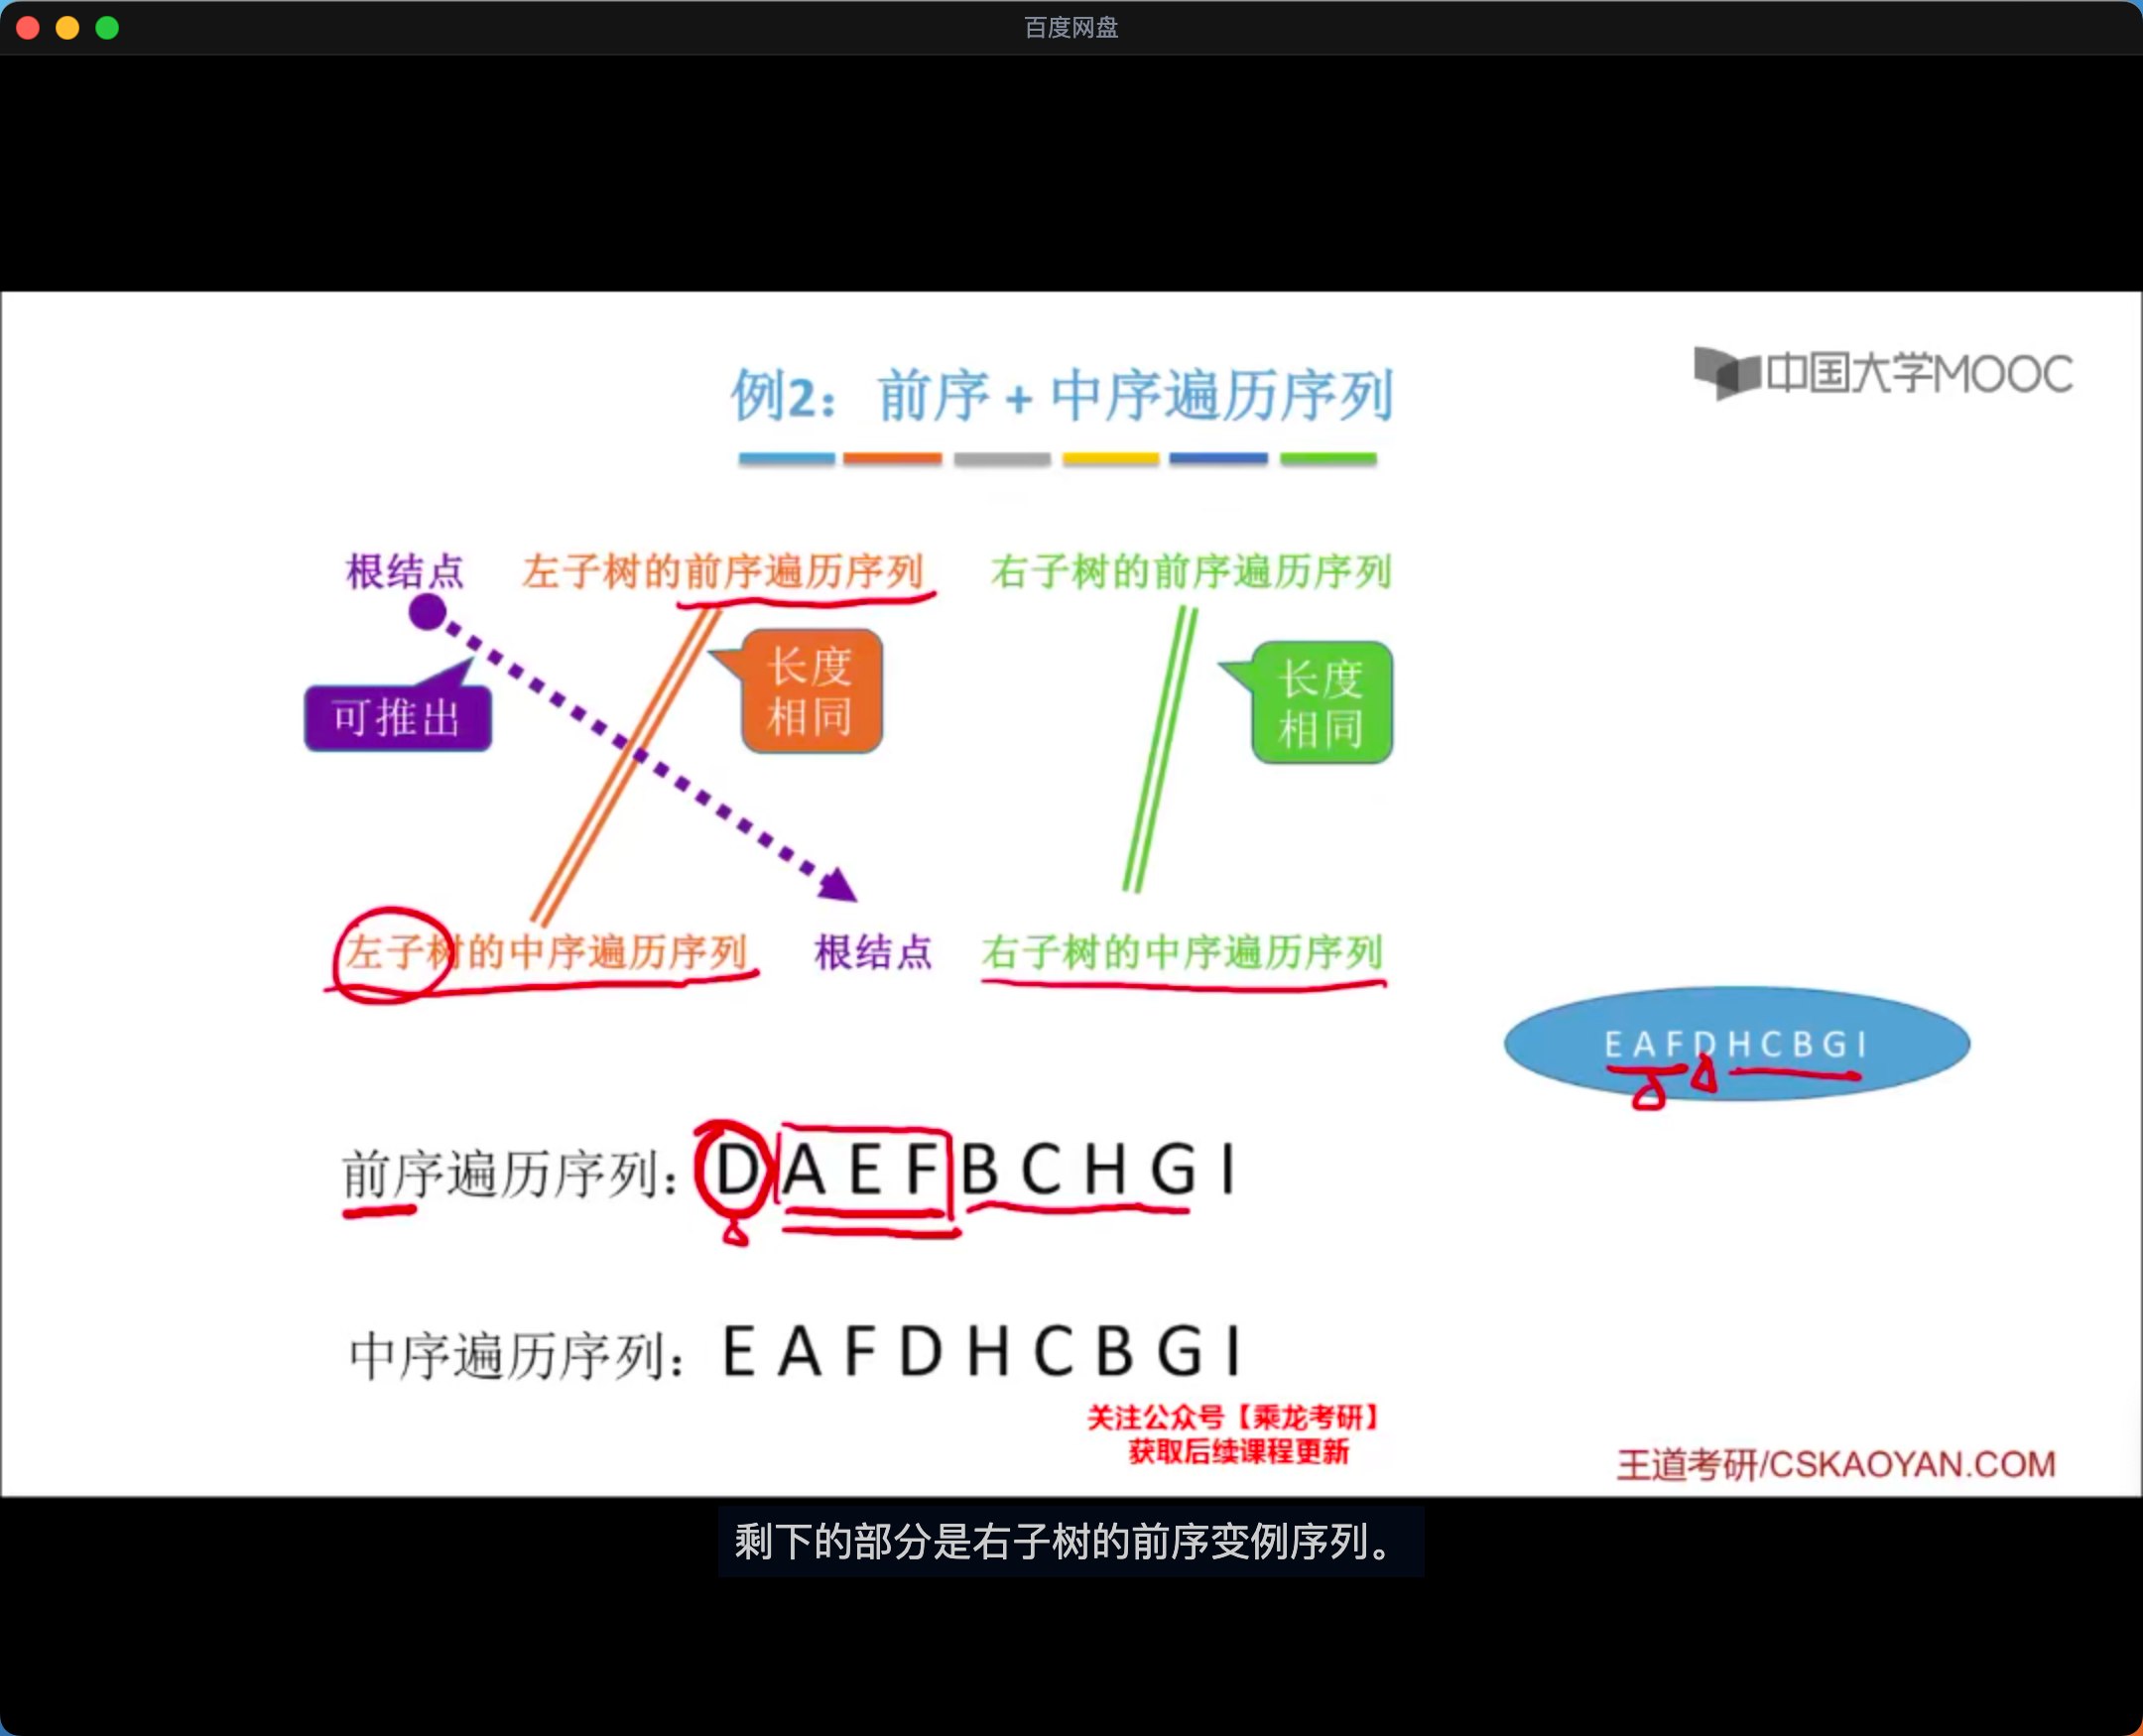 百度网盘
例2：前序 + 中序遍历序列
中国大学MOOC
根结点 左子树的前序遍历序列 右子树的前序遍历序列
可推出
长度
相同
长度
相同
左子树的中序遍历序列 根结点 右子树的中序遍历序列
E A F D H C B G I
前序遍历序列：D A E F B C H G I
中序遍历序列：E A F D H C B G I
关注公众号【乘龙考研】
获取后续课程更新
王道考研/CSKAOYAN.COM
剩下的部分是右子树的前序变例序列。